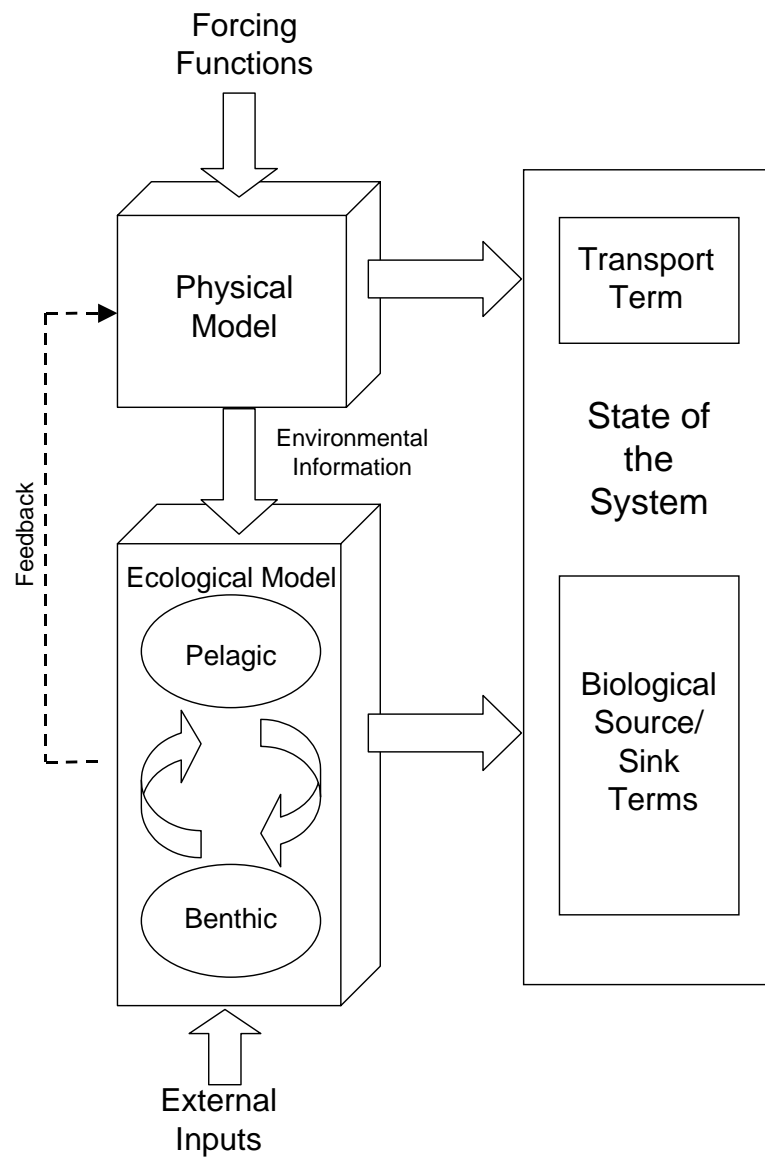 Forcing
Functions
Physical
Model
Transport
Term
Environmental
Information
State of
the
System
Feedback
Ecological Model
Pelagic
Biological
Source/
Sink
Terms
Benthic
External
Inputs